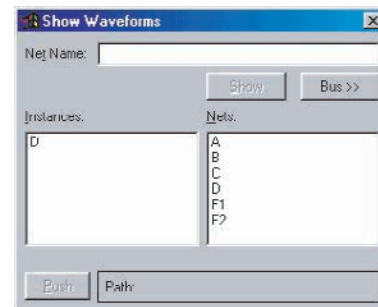 Show Waveforms
Net Name:
Show
Bus >>
Instances:
Nets:
D
A
B
C
D
F1
F2
Push
Path: